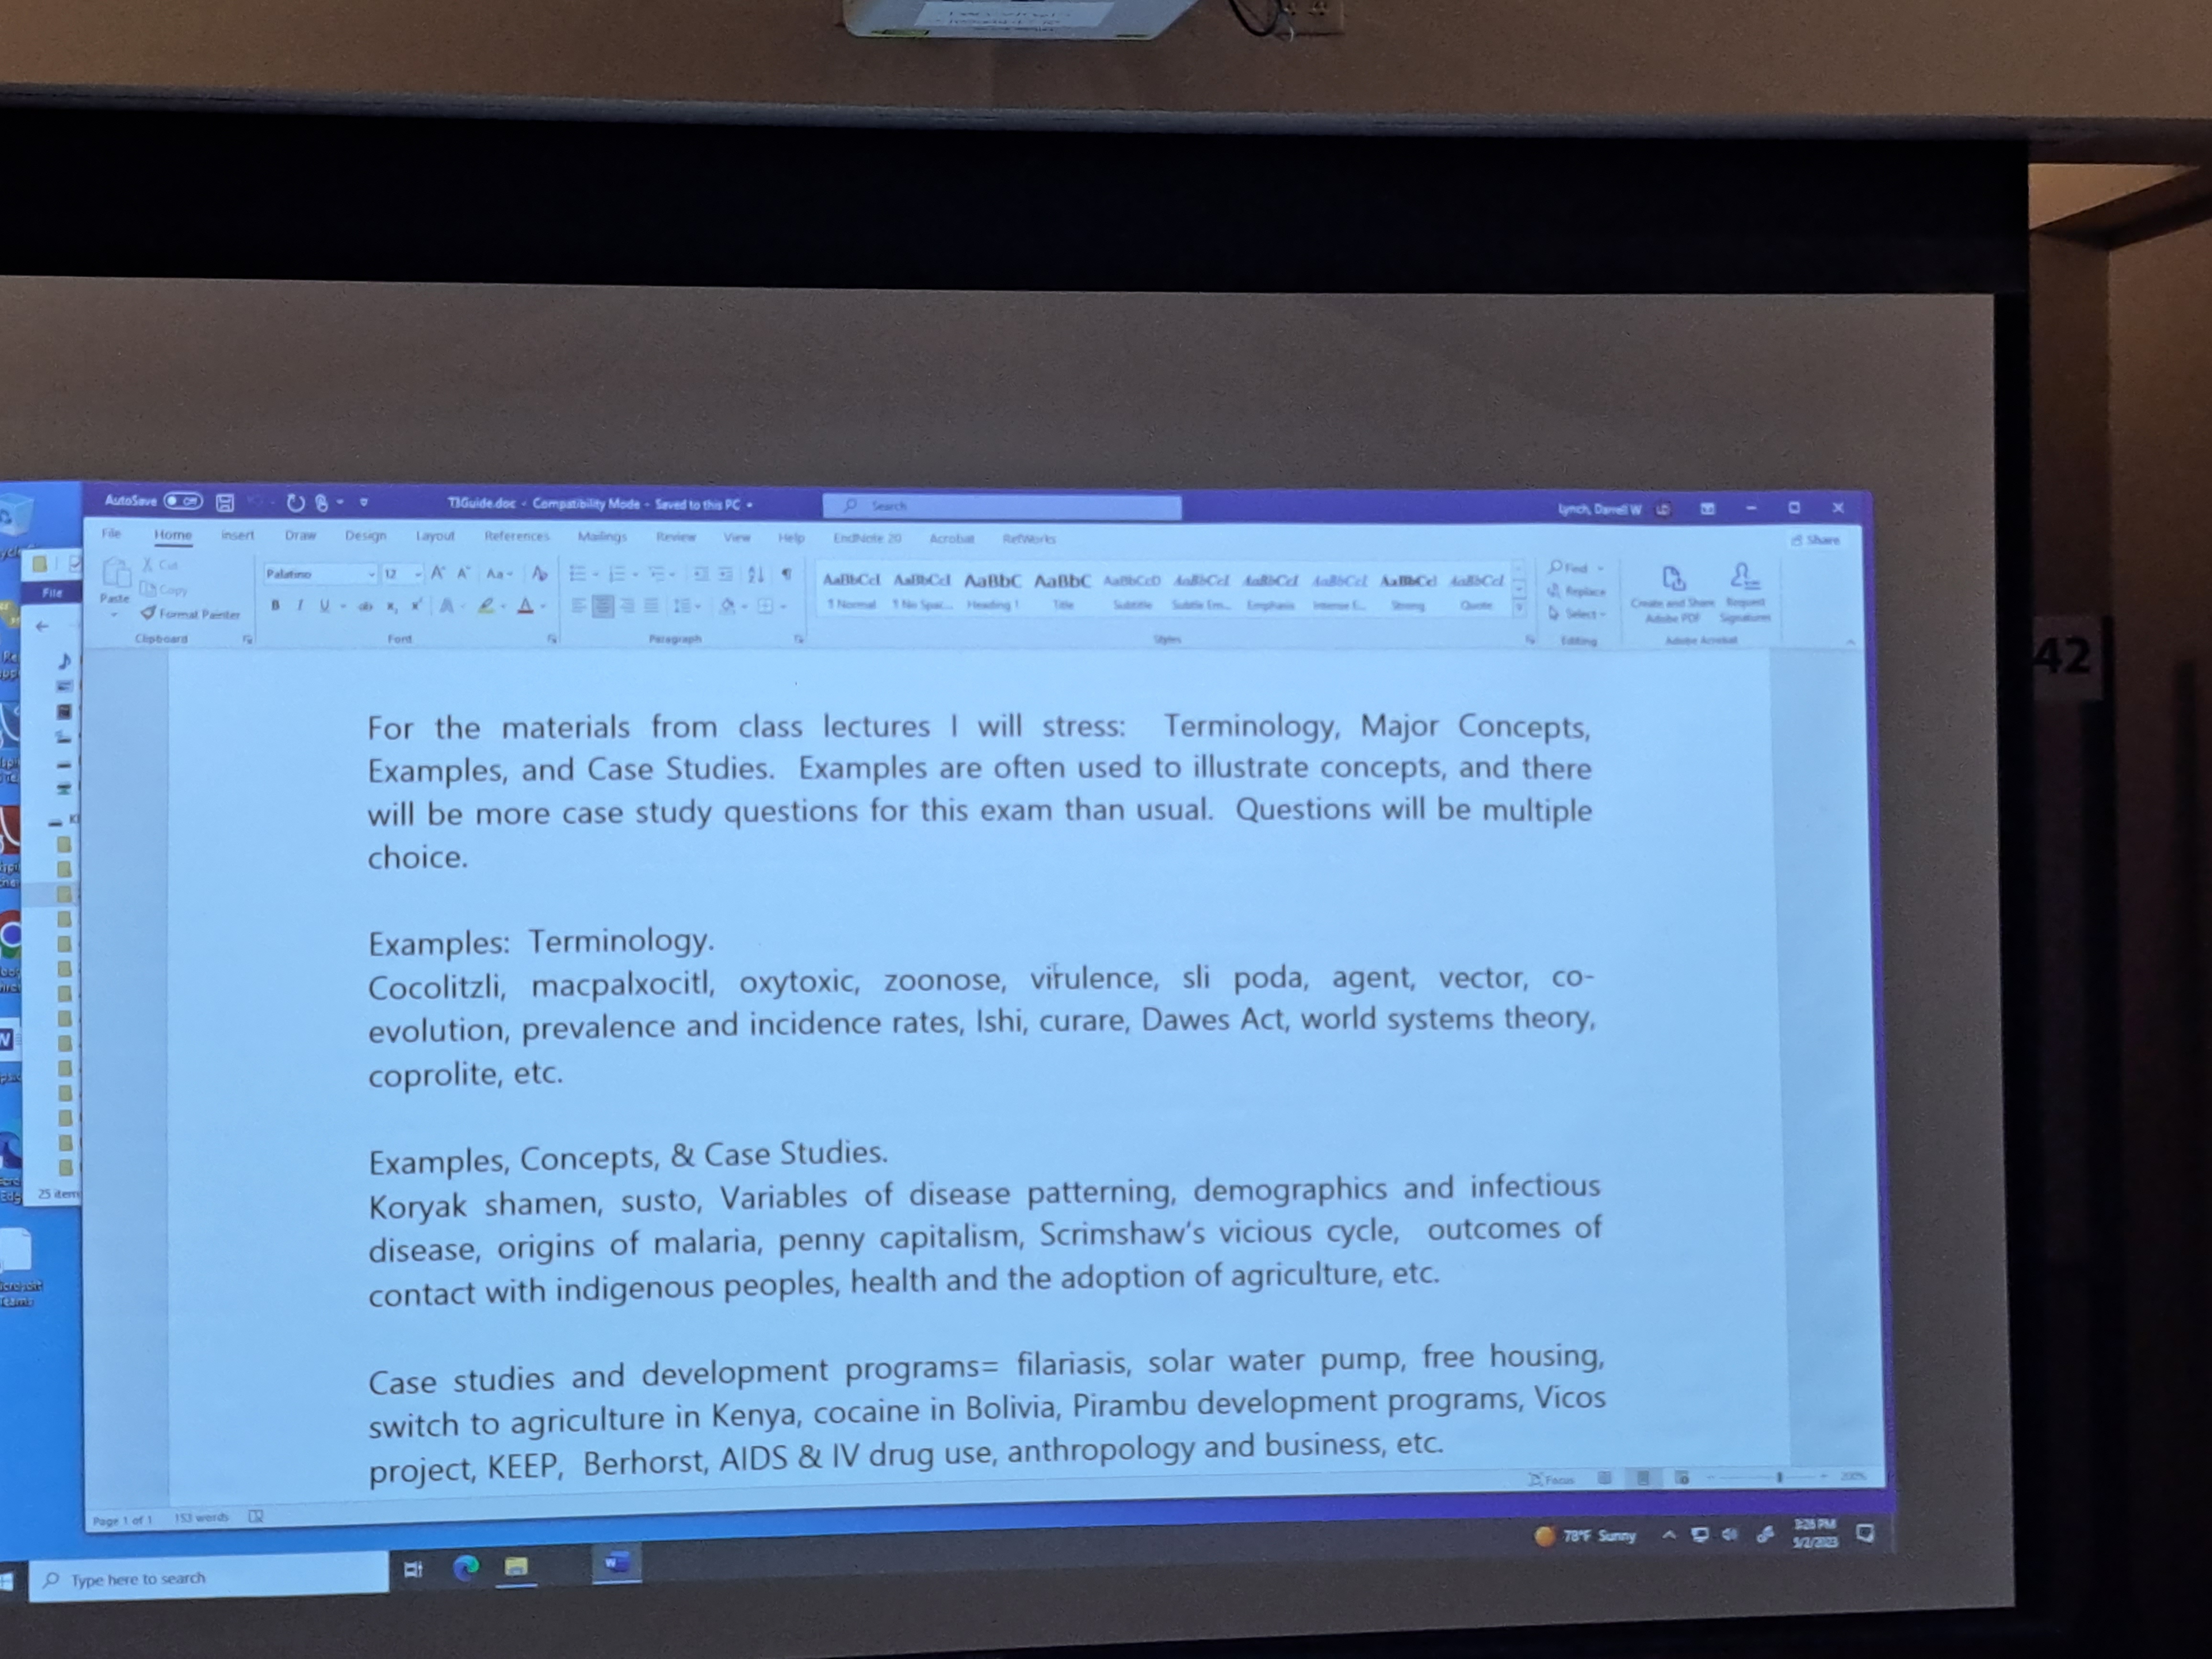 AutoSave Off T3Guide.doc - Compatibility Mode - Saved to this PC Search Lynch, Darrell W
File Home Insert Draw Design Layout References Mailings Review View Help EndNote 20 Acrobat RefWorks Share
File
Paste Cut Copy Format Painter
Palatino 12
AaBbCcI AaBbCcI AaBbC AaBbC AaBbCcD AaBbCcI AaBbCcI AaBbCcI AaBbCcI AaBbCcI
¶ Normal ¶ No Spac... Heading 1 Title Subtitle Subtle Em... Emphasis Intense E... Strong Quote
Find Replace Select
Create and Share Adobe PDF Request Signatures
Clipboard Font Paragraph Styles Editing Adobe Acrobat
42
For the materials from class lectures I will stress: Terminology, Major Concepts,
Examples, and Case Studies. Examples are often used to illustrate concepts, and there
will be more case study questions for this exam than usual. Questions will be multiple
choice.
Examples: Terminology.
Cocolitzli, macpalxocitl, oxytoxic, zoonose, virulence, sli poda, agent, vector, co-
evolution, prevalence and incidence rates, Ishi, curare, Dawes Act, world systems theory,
coprolite, etc.
Examples, Concepts, & Case Studies.
Koryak shamen, susto, Variables of disease patterning, demographics and infectious
disease, origins of malaria, penny capitalism, Scrimshaw's vicious cycle, outcomes of
contact with indigenous peoples, health and the adoption of agriculture, etc.
Case studies and development programs= filariasis, solar water pump, free housing,
switch to agriculture in Kenya, cocaine in Bolivia, Pirambu development programs, Vicos
project, KEEP, Berhorst, AIDS & IV drug use, anthropology and business, etc.
25 item
Page 1 of 1 153 words Focus 200%
Type here to search 78°F Sunny 3:26 PM
5/2/2023